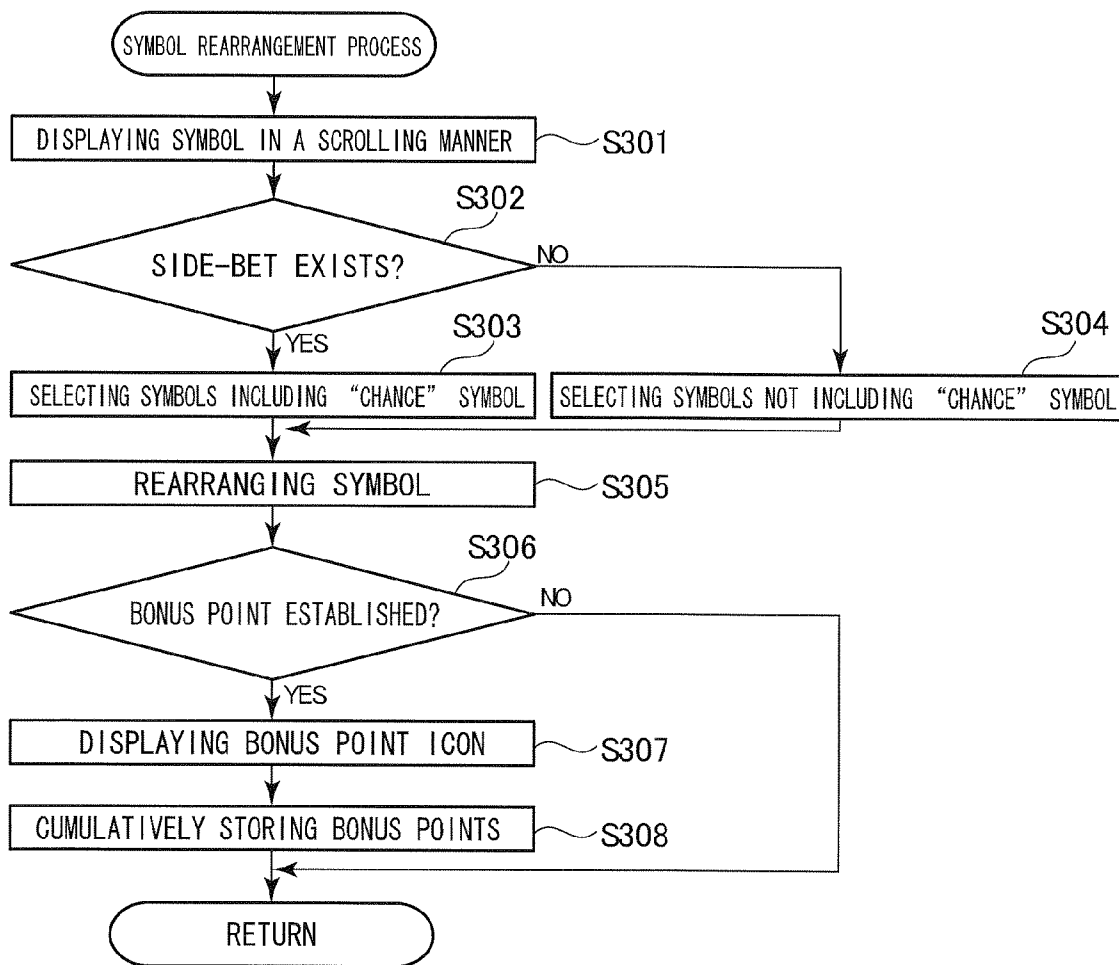 SYMBOL REARRANGEMENT PROCESS
DISPLAYING SYMBOL IN A SCROLLING MANNER
S301
S302
SIDE-BET EXISTS?
NO
YES
S303
S304
SELECTING SYMBOLS INCLUDING “CHANCE” SYMBOL
SELECTING SYMBOLS NOT INCLUDING “CHANCE” SYMBOL
REARRANGING SYMBOL
S305
S306
BONUS POINT ESTABLISHED?
NO
YES
DISPLAYING BONUS POINT ICON
S307
CUMULATIVELY STORING BONUS POINTS
S308
RETURN